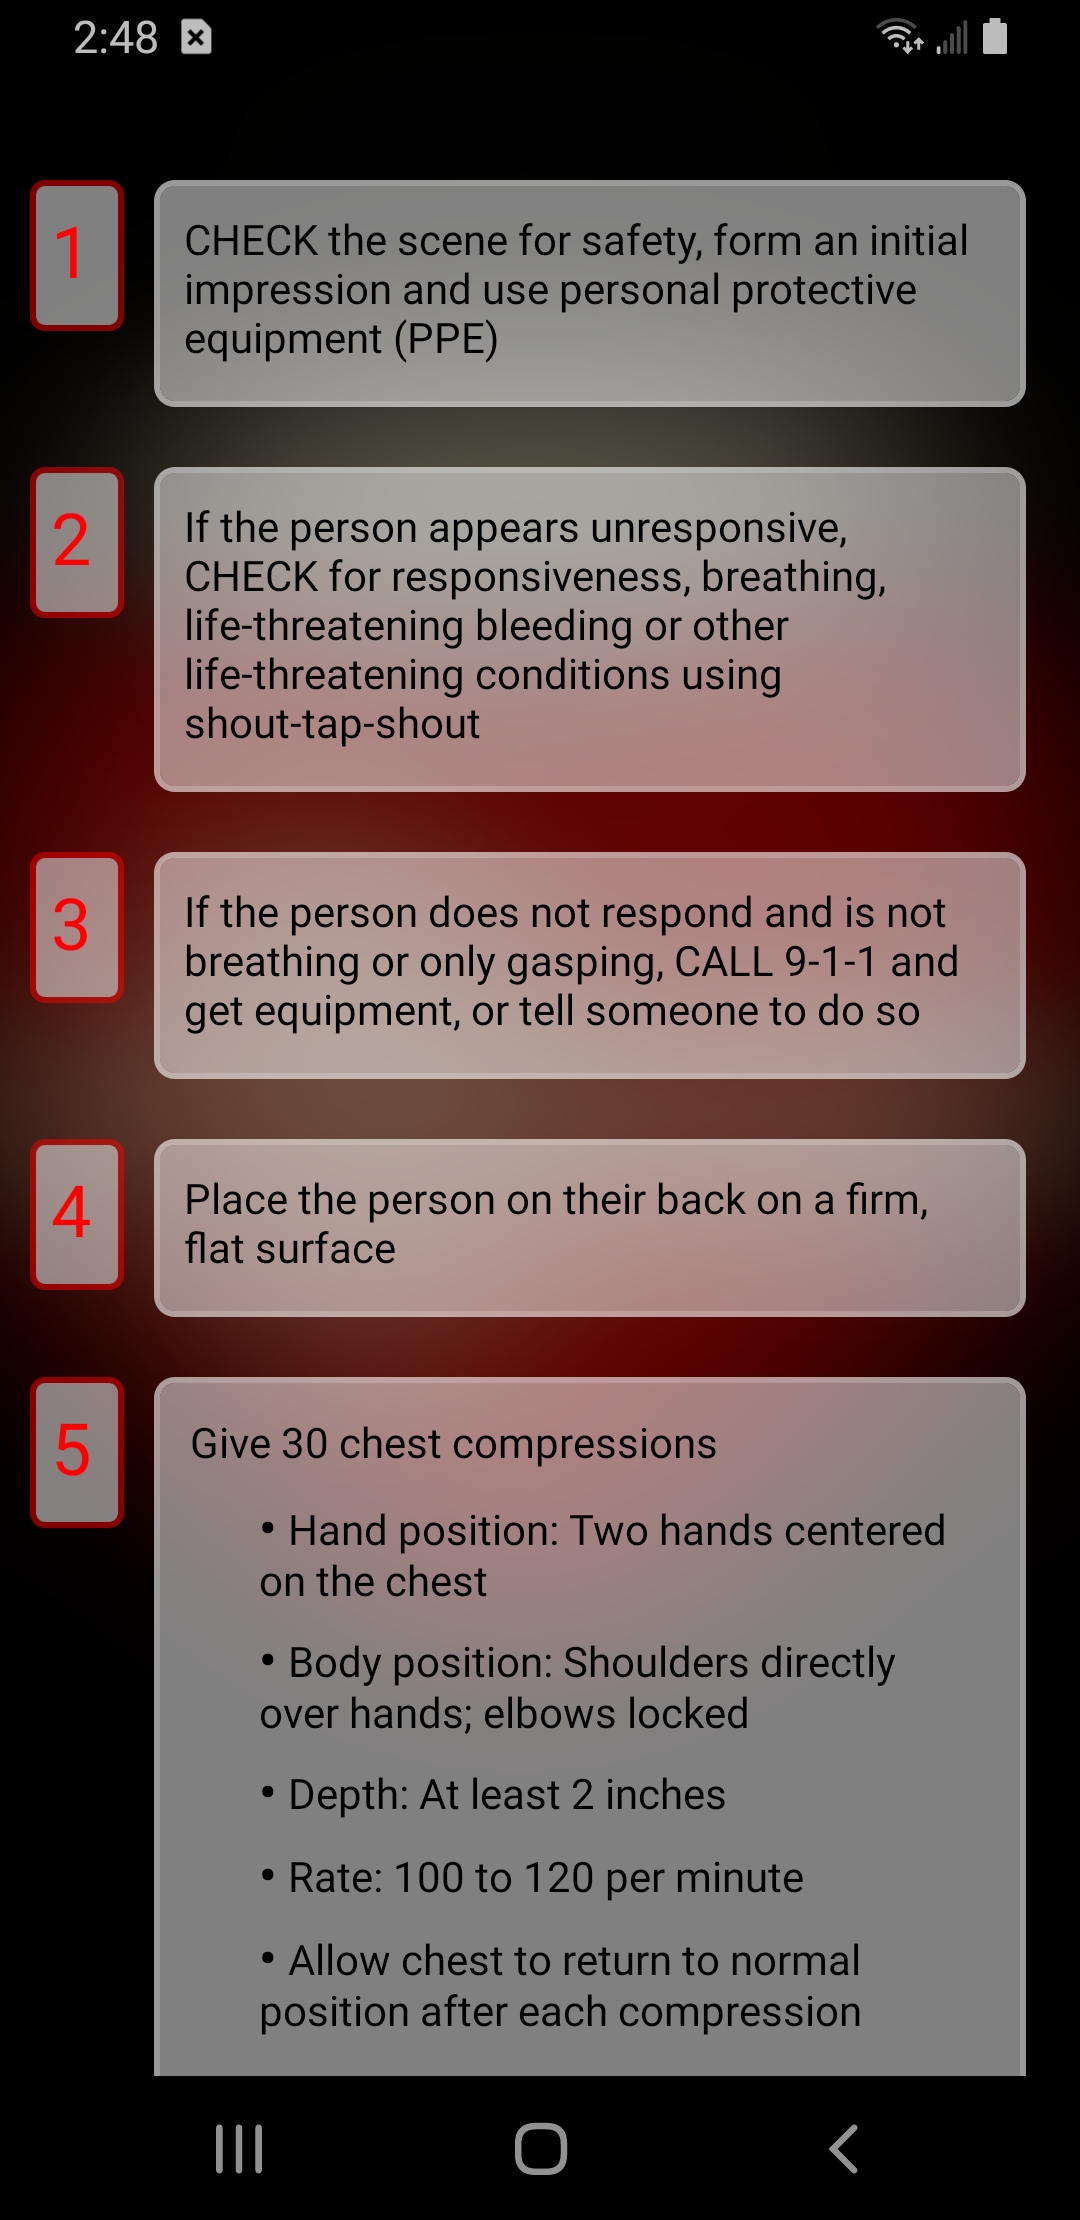 2:48
1
CHECK the scene for safety, form an initial
impression and use personal protective
equipment (PPE)
2
If the person appears unresponsive,
CHECK for responsiveness, breathing,
life-threatening bleeding or other
life-threatening conditions using
shout-tap-shout
3
If the person does not respond and is not
breathing or only gasping, CALL 9-1-1 and
get equipment, or tell someone to do so
4
Place the person on their back on a firm,
flat surface
5
Give 30 chest compressions
• Hand position: Two hands centered
on the chest
• Body position: Shoulders directly
over hands; elbows locked
• Depth: At least 2 inches
• Rate: 100 to 120 per minute
• Allow chest to return to normal
position after each compression